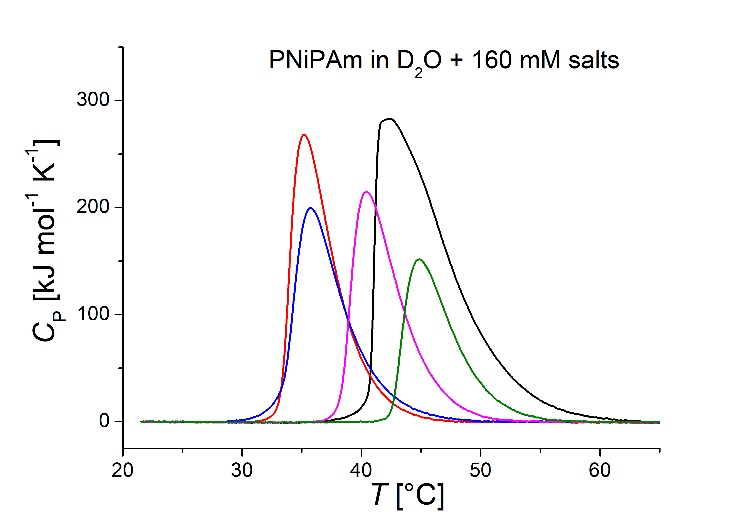 PNiPAm in D₂O + 160 mM salts
300
200
100
0
C_P [kJ mol⁻¹ K⁻¹]
20 30 40 50 60
T [°C]